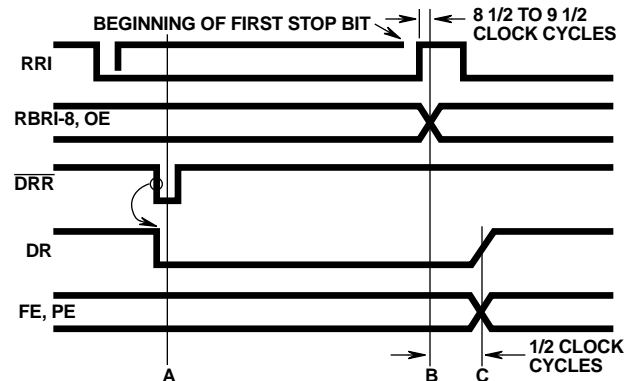 BEGINNING OF FIRST STOP BIT
8 1/2 TO 9 1/2
CLOCK CYCLES
RRI
RBRI-8, OE
DRR
DR
FE, PE
A
B
C
1/2 CLOCK
CYCLES